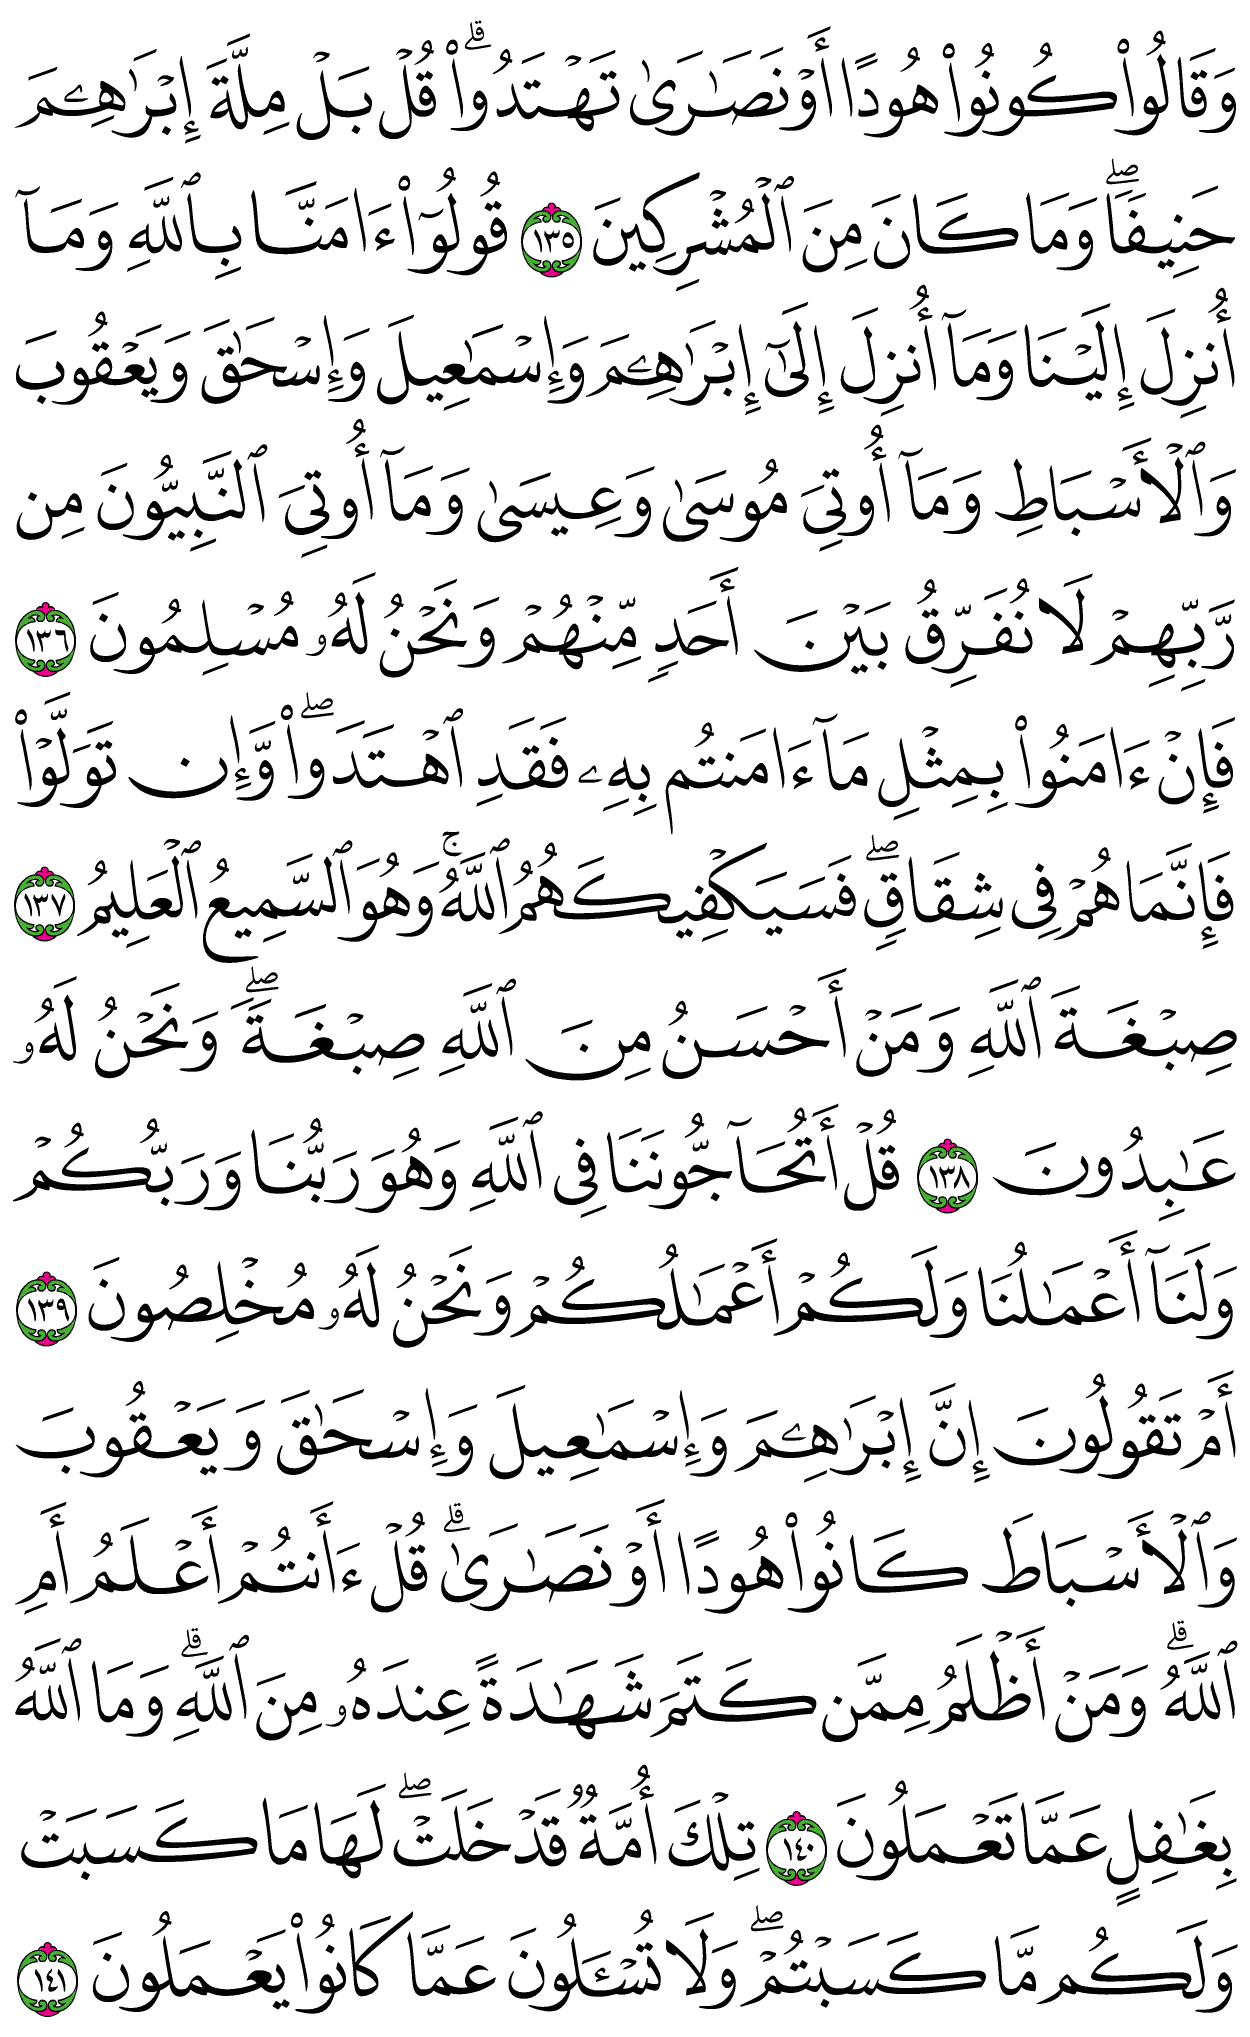 وَقَالُوا۟ كُونُوا۟ هُودًا أَوْ نَصَٰرَىٰ تَهْتَدُوا۟ ۗ قُلْ بَلْ مِلَّةَ إِبْرَٰهِۦمَ
حَنِيفًا ۖ وَمَا كَانَ مِنَ ٱلْمُشْرِكِينَ ١٣٥ قُولُوٓا۟ ءَامَنَّا بِٱللَّهِ وَمَآ
أُنزِلَ إِلَيْنَا وَمَآ أُنزِلَ إِلَىٰٓ إِبْرَٰهِۦمَ وَإِسْمَٰعِيلَ وَإِسْحَٰقَ وَيَعْقُوبَ
وَٱلْأَسْبَاطِ وَمَآ أُوتِىَ مُوسَىٰ وَعِيسَىٰ وَمَآ أُوتِىَ ٱلنَّبِيُّونَ مِن
رَّبِّهِمْ لَا نُفَرِّقُ بَيْنَ أَحَدٍ مِّنْهُمْ وَنَحْنُ لَهُۥ مُسْلِمُونَ ١٣٦
فَإِنْ ءَامَنُوا۟ بِمِثْلِ مَآ ءَامَنتُم بِهِۦ فَقَدِ ٱهْتَدَوا۟ ۖ وَّإِن تَوَلَّوْا۟
فَإِنَّمَا هُمْ فِى شِقَاقٍ ۖ فَسَيَكْفِيكَهُمُ ٱللَّهُ ۚ وَهُوَ ٱلسَّمِيعُ ٱلْعَلِيمُ ١٣٧
صِبْغَةَ ٱللَّهِ وَمَنْ أَحْسَنُ مِنَ ٱللَّهِ صِبْغَةً ۖ وَنَحْنُ لَهُۥ
عَٰبِدُونَ ١٣٨ قُلْ أَتُحَآجُّونَنَا فِى ٱللَّهِ وَهُوَ رَبُّنَا وَرَبُّكُمْ
وَلَنَآ أَعْمَٰلُنَا وَلَكُمْ أَعْمَٰلُكُمْ وَنَحْنُ لَهُۥ مُخْلِصُونَ ١٣٩
أَمْ تَقُولُونَ إِنَّ إِبْرَٰهِۦمَ وَإِسْمَٰعِيلَ وَإِسْحَٰقَ وَيَعْقُوبَ
وَٱلْأَسْبَاطَ كَانُوا۟ هُودًا أَوْ نَصَٰرَىٰ ۗ قُلْ ءَأَنتُمْ أَعْلَمُ أَمِ
ٱللَّهُ ۗ وَمَنْ أَظْلَمُ مِمَّن كَتَمَ شَهَٰدَةً عِندَهُۥ مِنَ ٱللَّهِ ۗ وَمَا ٱللَّهُ
بِغَٰفِلٍ عَمَّا تَعْمَلُونَ ١٤٠ تِلْكَ أُمَّةٌ قَدْ خَلَتْ ۖ لَهَا مَا كَسَبَتْ
وَلَكُم مَّا كَسَبْتُمْ ۖ وَلَا تُسْـَٔلُونَ عَمَّا كَانُوا۟ يَعْمَلُونَ ١٤١